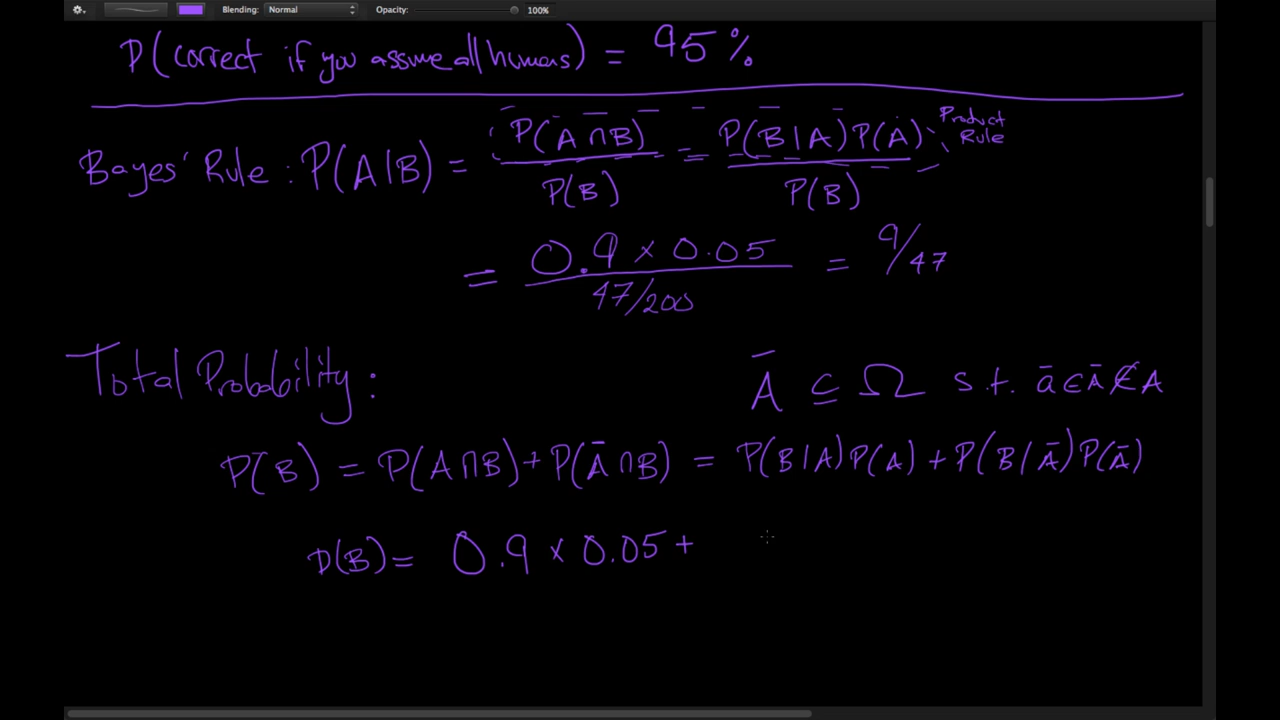 Blending: Normal Opacity: 100%
P(correct if you assume all humans) = 95%
Bayes' Rule: P(A|B) = P(A∩B)/P(B) = P(B|A)P(A)/P(B) Product Rule
= 0.9 × 0.05 / 47/200 = 9/47
Total Probability:
Ā ⊆ Ω s.t. ā∈Ā ∉ A
P(B) = P(A∩B) + P(Ā∩B) = P(B|A)P(A) + P(B|Ā)P(Ā)
P(B) = 0.9 × 0.05 +